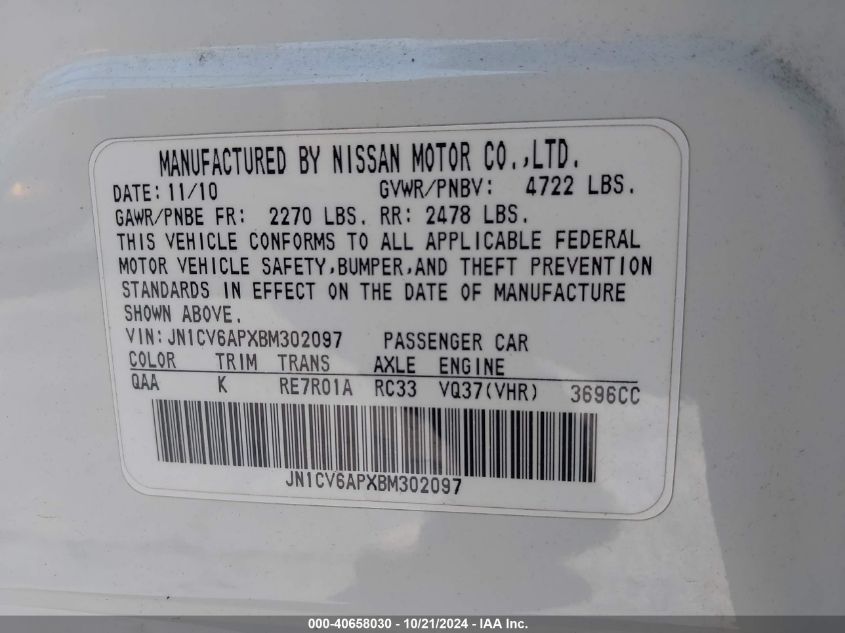 MANUFACTURED BY NISSAN MOTOR CO.,LTD.
DATE: 11/10 GVWR/PNBV: 4722 LBS.
GAWR/PNBE FR: 2270 LBS. RR: 2478 LBS.
THIS VEHICLE CONFORMS TO ALL APPLICABLE FEDERAL
MOTOR VEHICLE SAFETY,BUMPER,AND THEFT PREVENTION
STANDARDS IN EFFECT ON THE DATE OF MANUFACTURE
SHOWN ABOVE.
VIN: JN1CV6APXBM302097 PASSENGER CAR
COLOR TRIM TRANS AXLE ENGINE
QAA K RE7R01A RC33 VQ37(VHR) 3696CC
JN1CV6APXBM302097
000-40658030 - 10/21/2024 - IAA Inc.